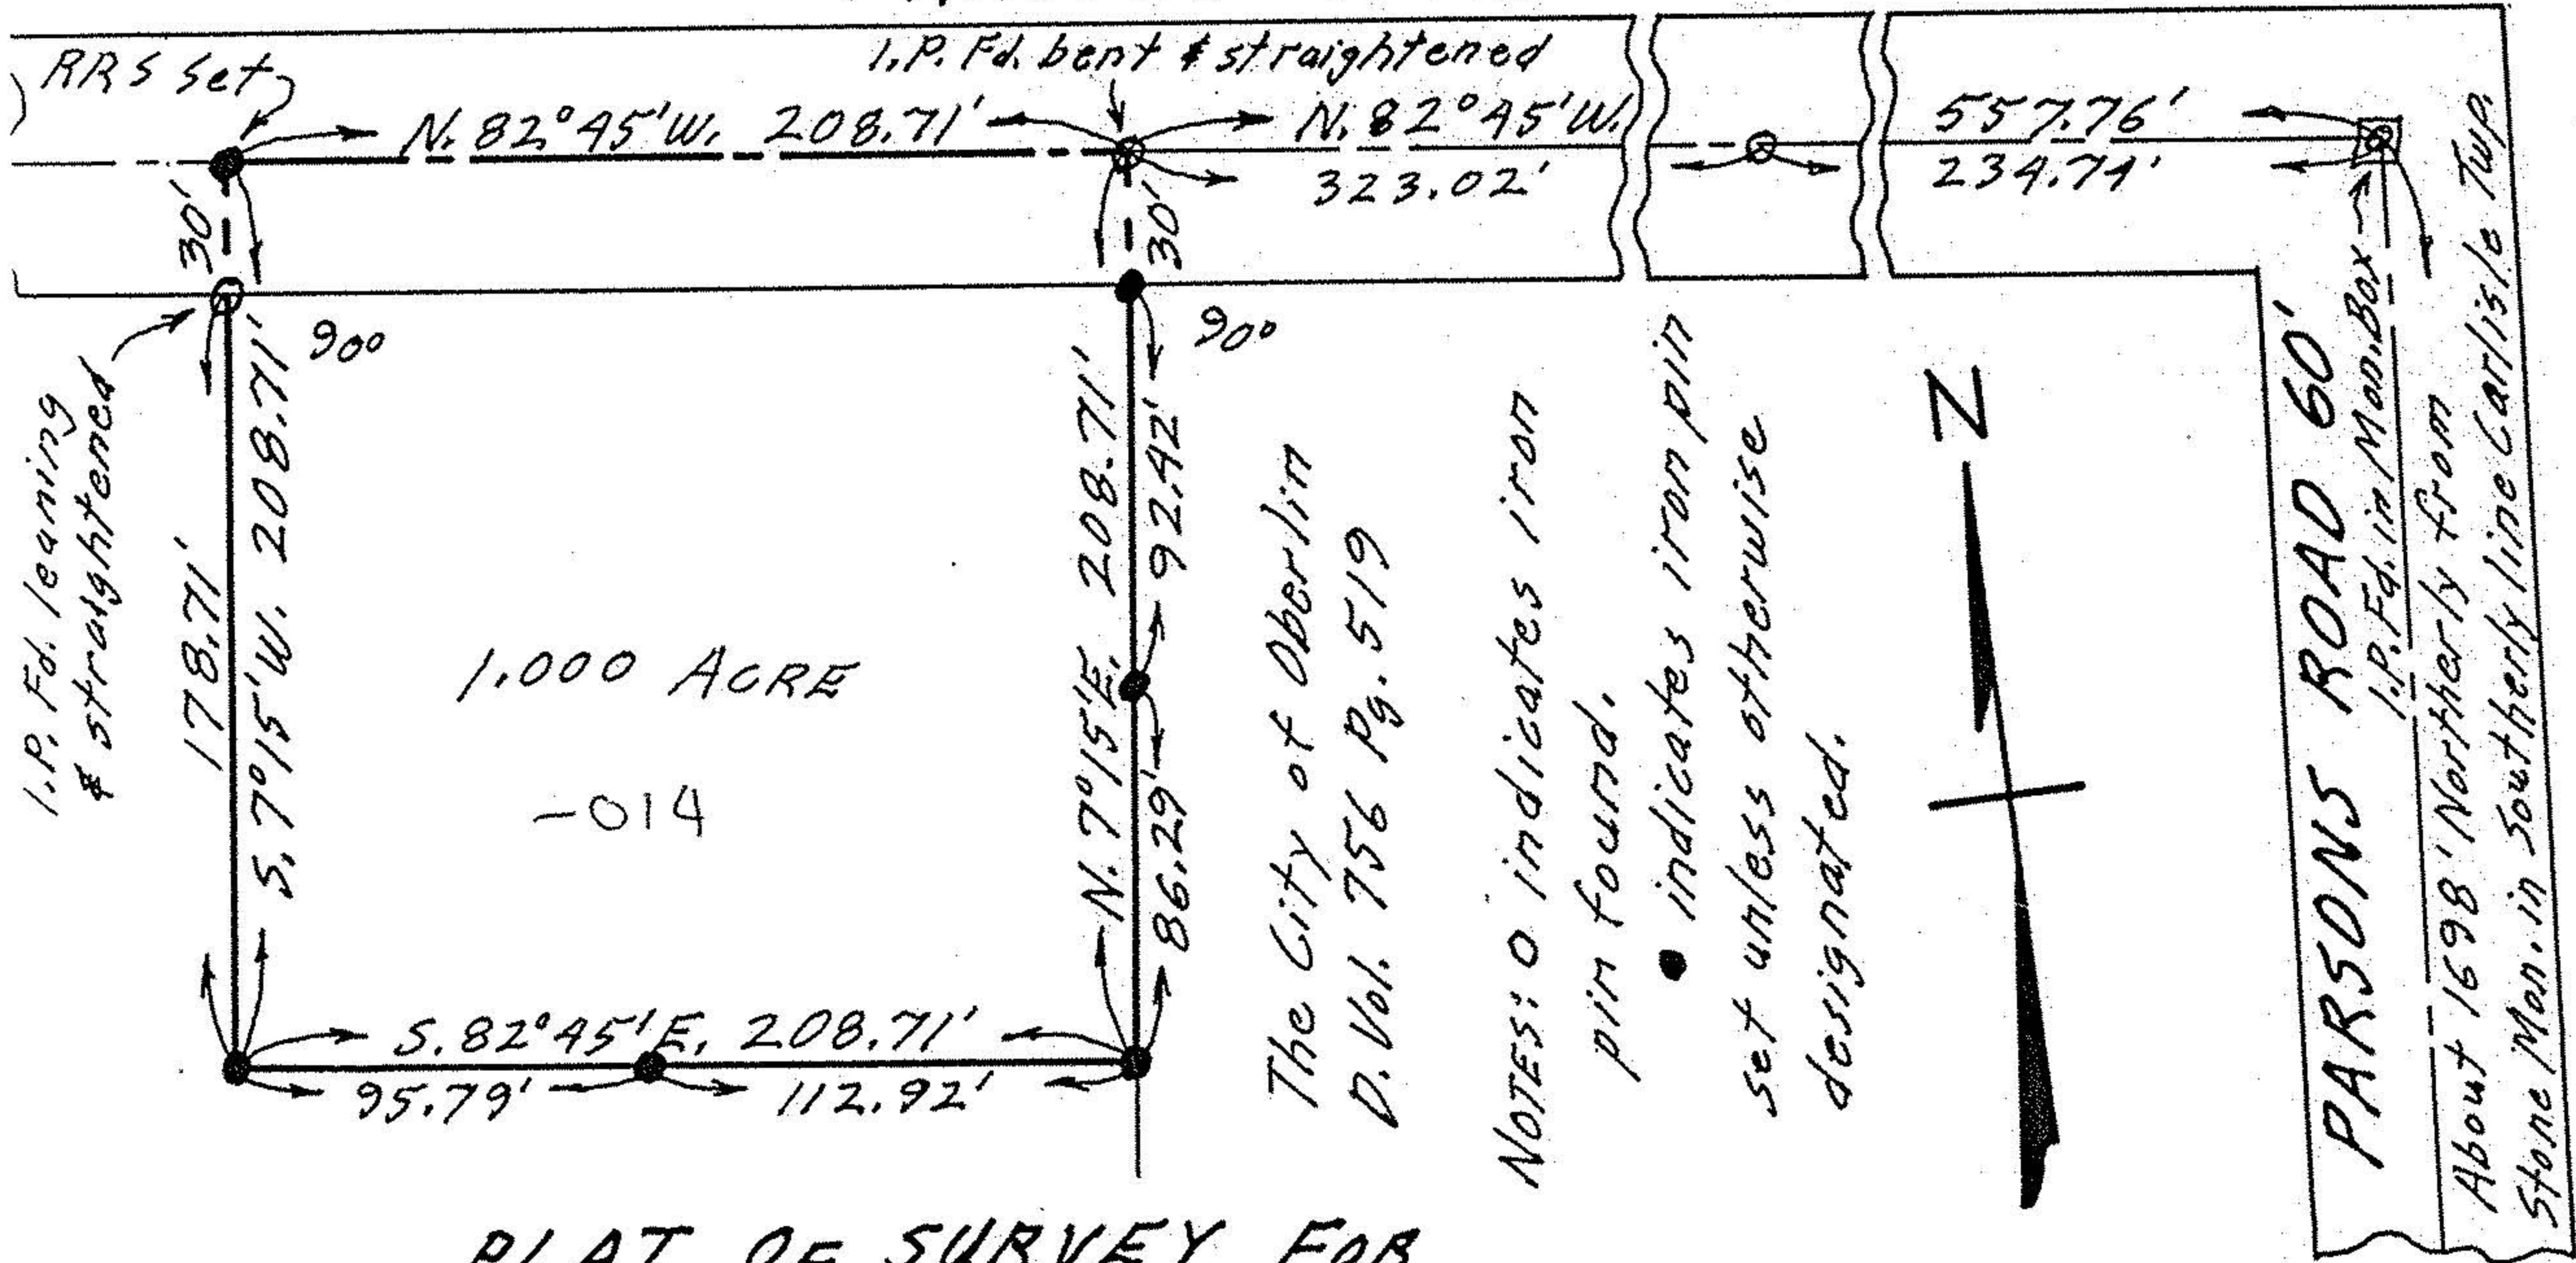 RRS Set
I.P. Fd. bent & straightened
N. 82°45'W. 208.71'
N. 82°45'W.
557.76'
323.02'
234.74'
30'
30'
90°
90°
I.P. Fd. leaning
& straightened
178.71'
S. 7°15'W. 208.71'
1.000 ACRE
-014
N. 7°15'E. 208.71'
92.42'
86.29'
S. 82°45'E. 208.71'
95.79'
112.92'
The City of Oberlin
D. Vol. 756 Pg. 519
NOTES: O indicates iron
pin found.
● indicates iron pin
set unless otherwise
designated.
N
PARSONS ROAD 60'
I.P. Fd. in Mon. Box
About 1698' Northerly from
Stone Mon. in Southerly line Carlisle Twp.
PLAT OF SURVEY FOR